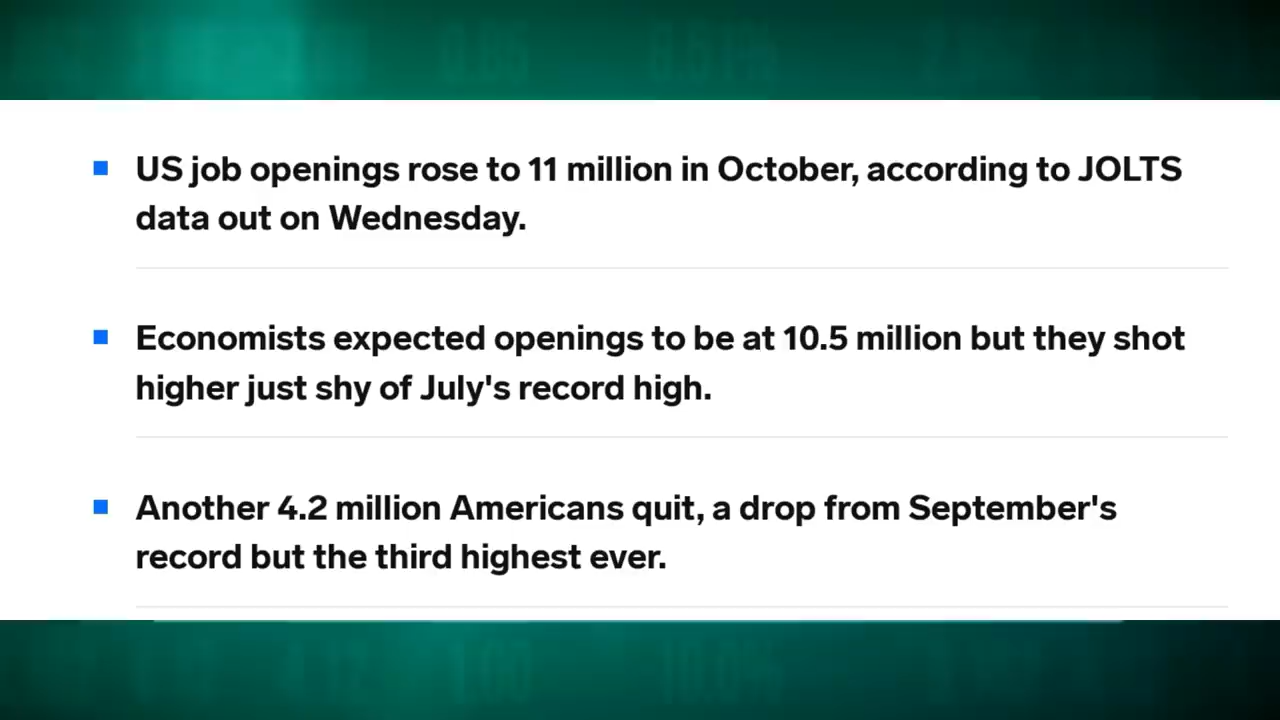 US job openings rose to 11 million in October, according to JOLTS
data out on Wednesday.
Economists expected openings to be at 10.5 million but they shot
higher just shy of July's record high.
Another 4.2 million Americans quit, a drop from September's
record but the third highest ever.